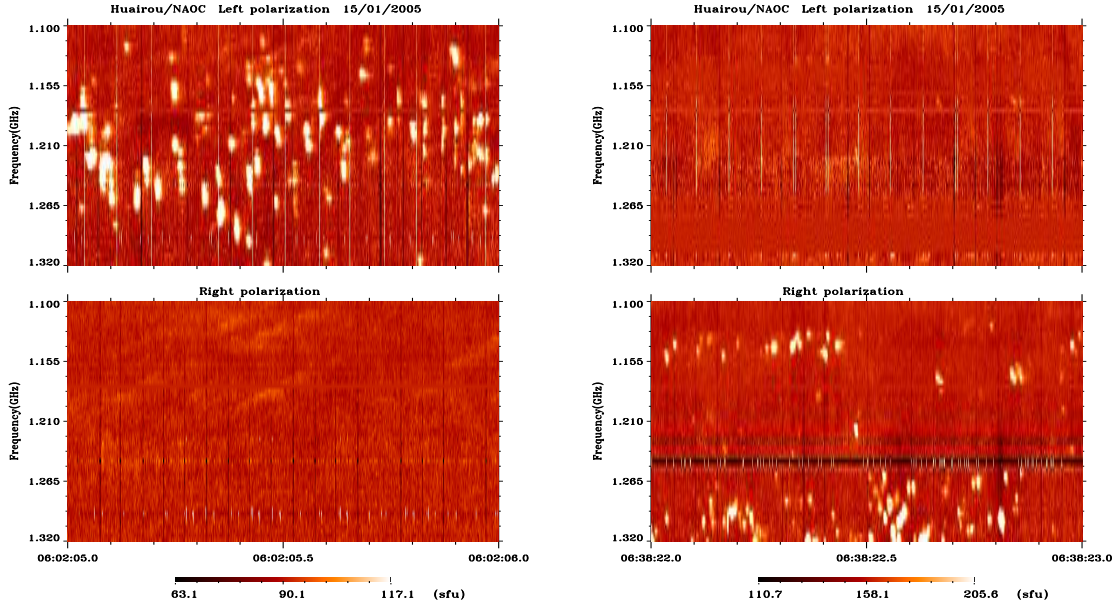 Huairou/NAOC Left polarization 15/01/2005
1.100
1.155
1.210
1.265
1.320
Frequency(GHz)
Right polarization
1.100
1.155
1.210
1.265
1.320
Frequency(GHz)
06:02:05.0 06:02:05.5 06:02:06.0
63.1 90.1 117.1 (sfu)
Huairou/NAOC Left polarization 15/01/2005
1.100
1.155
1.210
1.265
1.320
Frequency(GHz)
Right polarization
1.100
1.155
1.210
1.265
1.320
Frequency(GHz)
06:38:22.0 06:38:22.5 06:38:23.0
110.7 158.1 205.6 (sfu)